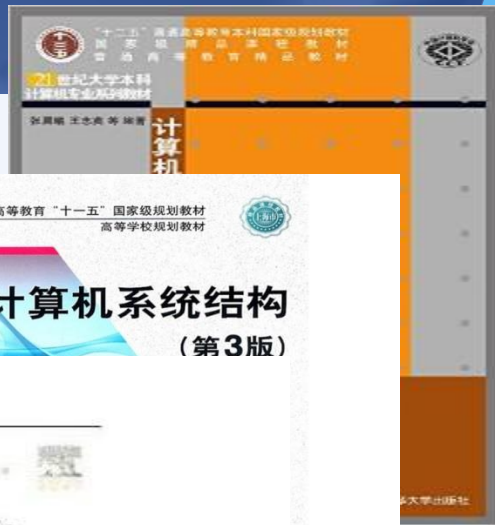 "十二五"普通高等教育本科国家级规划教材
国家级精品课程教材
普通高等教育精品教材
21世纪大学本科
计算机专业系列教材
张晨曦 王志英 等 编著
计算机
高等教育"十一五"国家级规划教材
高等学校规划教材
计算机系统结构
(第3版)
大学出版社